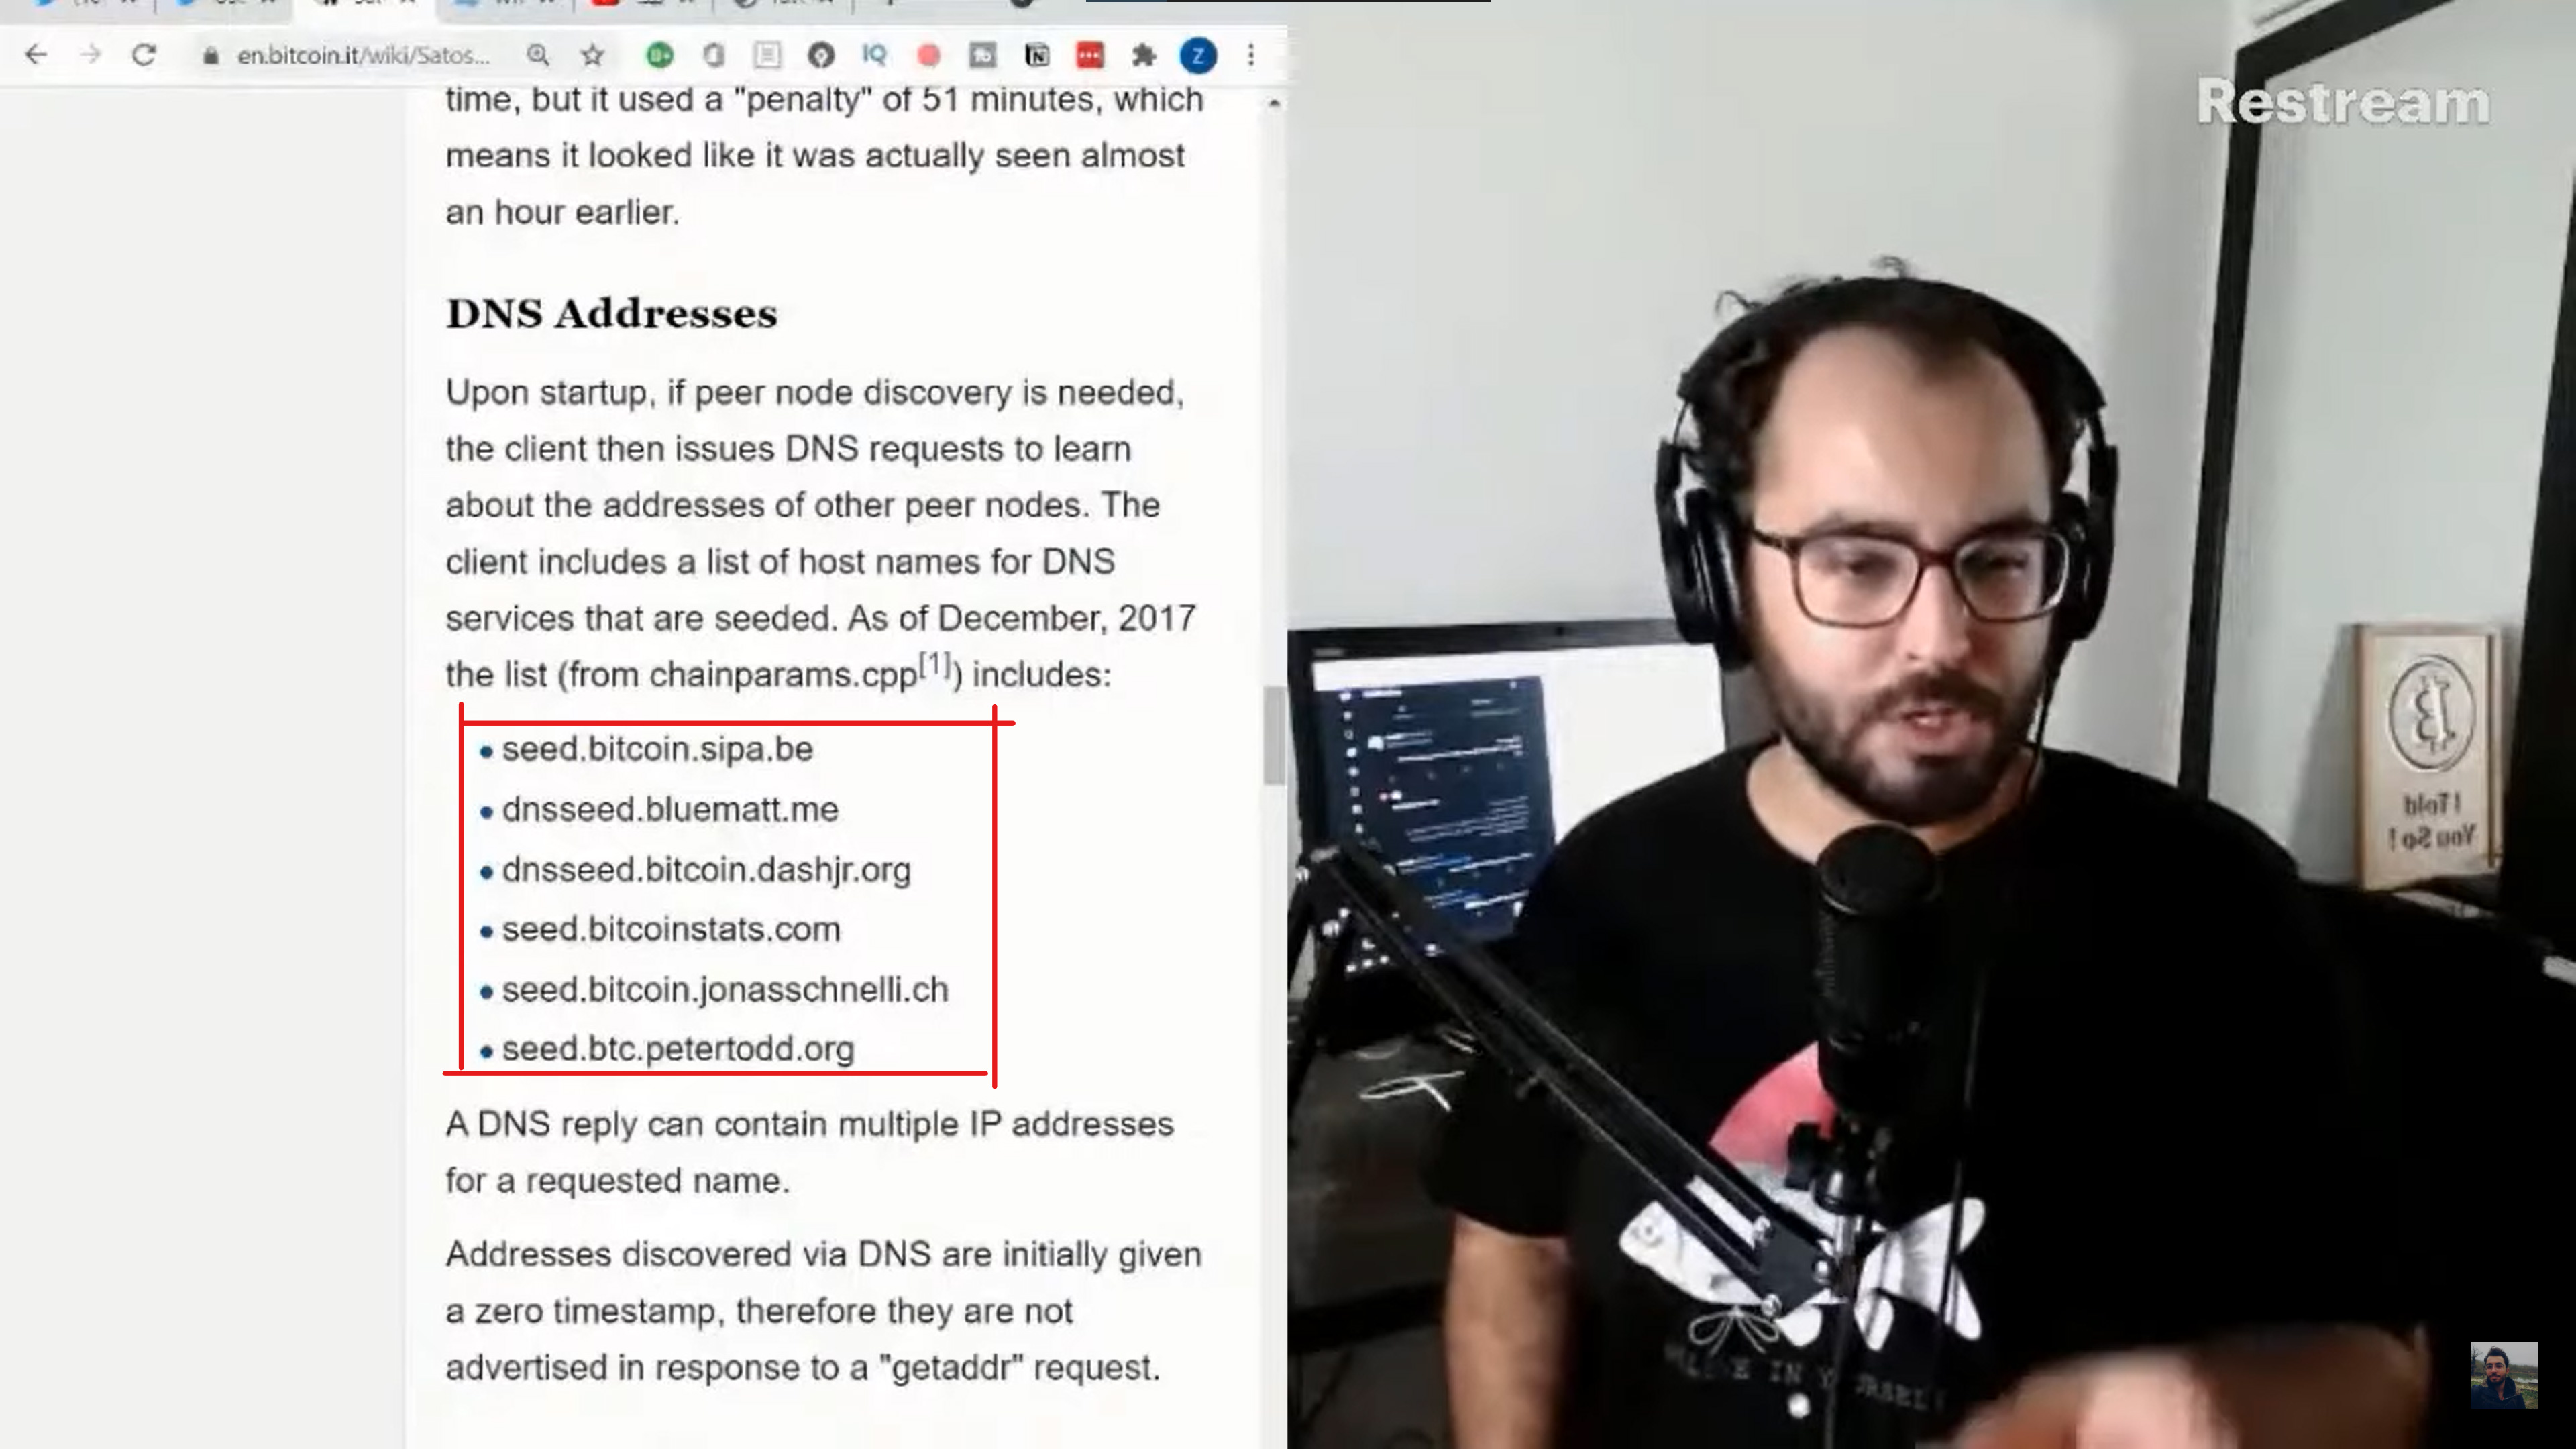 en.bitcoin.it/wiki/Satos...
IQ
Z
Restream
time, but it used a "penalty" of 51 minutes, which
means it looked like it was actually seen almost
an hour earlier.
DNS Addresses
Upon startup, if peer node discovery is needed,
the client then issues DNS requests to learn
about the addresses of other peer nodes. The
client includes a list of host names for DNS
services that are seeded. As of December, 2017
the list (from chainparams.cpp[1]) includes:
• seed.bitcoin.sipa.be
• dnsseed.bluematt.me
• dnsseed.bitcoin.dashjr.org
• seed.bitcoinstats.com
• seed.bitcoin.jonasschnelli.ch
• seed.btc.petertodd.org
A DNS reply can contain multiple IP addresses
for a requested name.
Addresses discovered via DNS are initially given
a zero timestamp, therefore they are not
advertised in response to a "getaddr" request.
I Told
You So !
IN